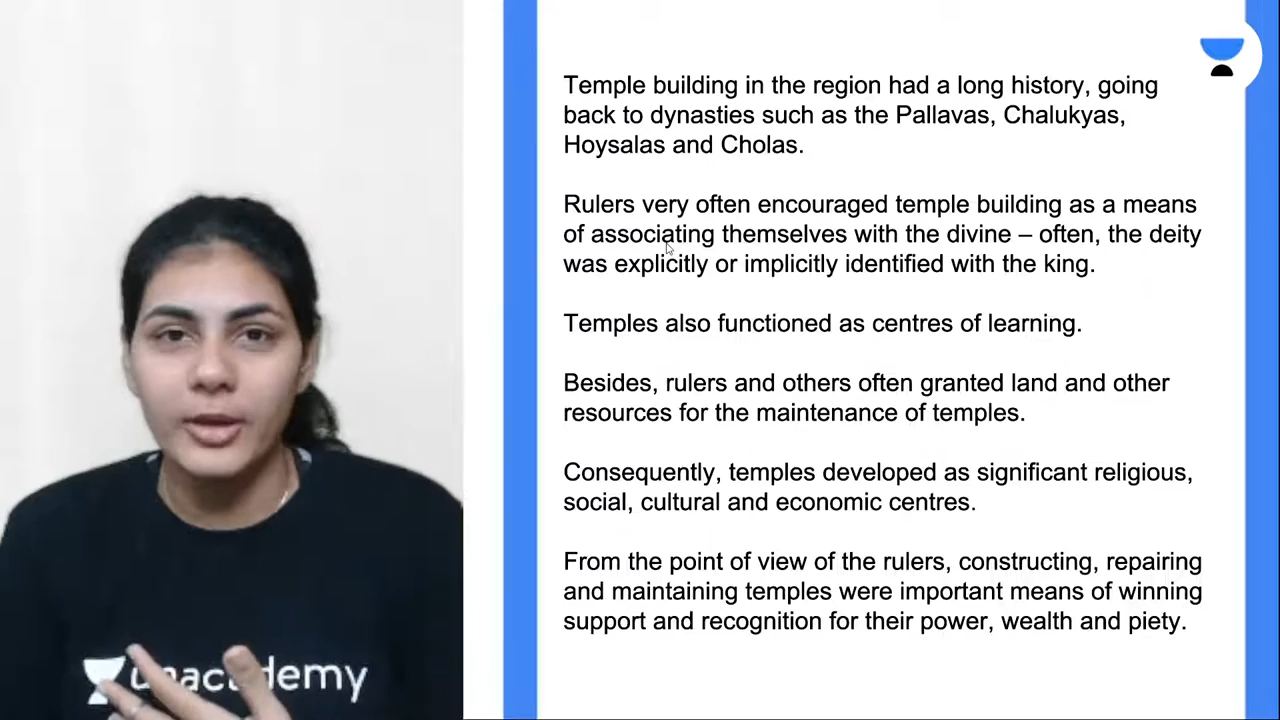 Temple building in the region had a long history, going
back to dynasties such as the Pallavas, Chalukyas,
Hoysalas and Cholas.
Rulers very often encouraged temple building as a means
of associating themselves with the divine – often, the deity
was explicitly or implicitly identified with the king.
Temples also functioned as centres of learning.
Besides, rulers and others often granted land and other
resources for the maintenance of temples.
Consequently, temples developed as significant religious,
social, cultural and economic centres.
From the point of view of the rulers, constructing, repairing
and maintaining temples were important means of winning
support and recognition for their power, wealth and piety.
unacademy